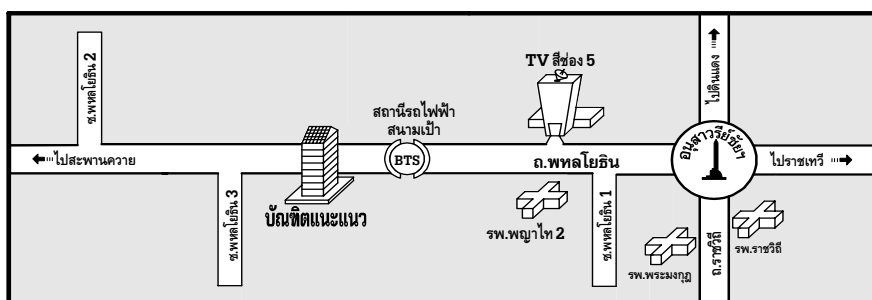 ซ.พหลโยธิน 2
TV สีช่อง 5
ไปดินแดง
สถานีรถไฟฟ้า
สนามเป้า
BTS
อนุสาวรีย์ชัยฯ
ไปสะพานควาย
ถ.พหลโยธิน
ไปราชเทวี
ซ.พหลโยธิน 3
บัณฑิตแนะแนว
รพ.พญาไท 2
ซ.พหลโยธิน 1
รพ.พระมงกุฎ
ถ.ราชวิถี
รพ.ราชวิถี